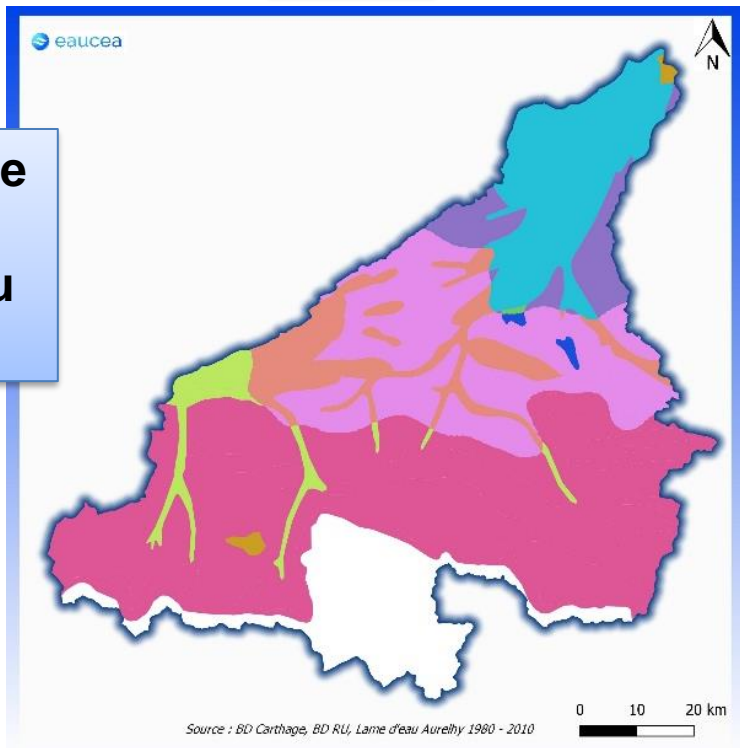 eaucea
N
e
u
0 10 20 km
Source : BD Carthage, BD RU, Lame d'eau Aurelhy 1980 - 2010